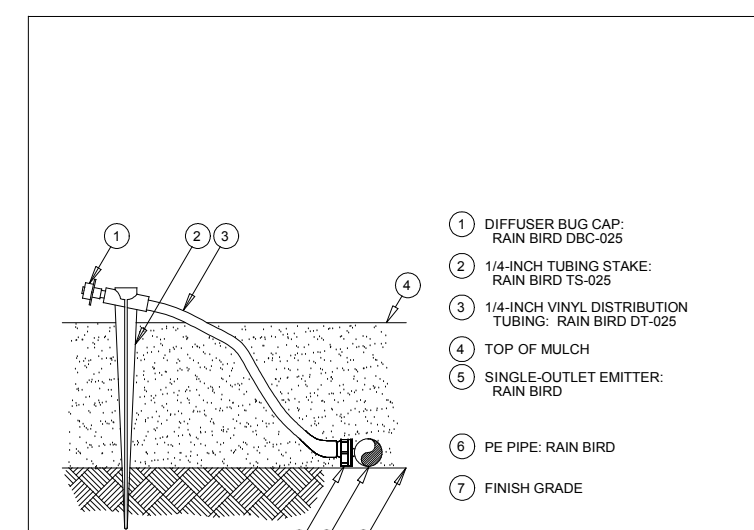 1
2
3
4
1 DIFFUSER BUG CAP:
RAIN BIRD DBC-025
2 1/4-INCH TUBING STAKE:
RAIN BIRD TS-025
3 1/4-INCH VINYL DISTRIBUTION
TUBING: RAIN BIRD DT-025
4 TOP OF MULCH
5 SINGLE-OUTLET EMITTER:
RAIN BIRD
6 PE PIPE: RAIN BIRD
7 FINISH GRADE